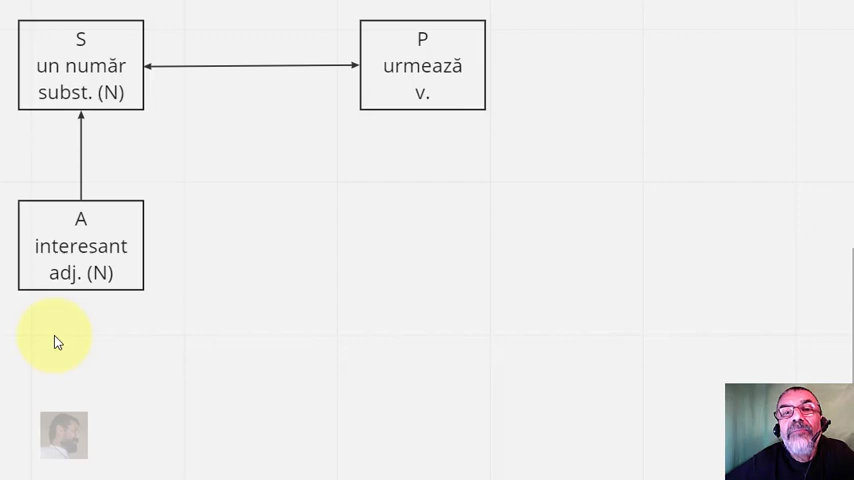 S
un număr
subst. (N)
P
urmează
v.
A
interesant
adj. (N)